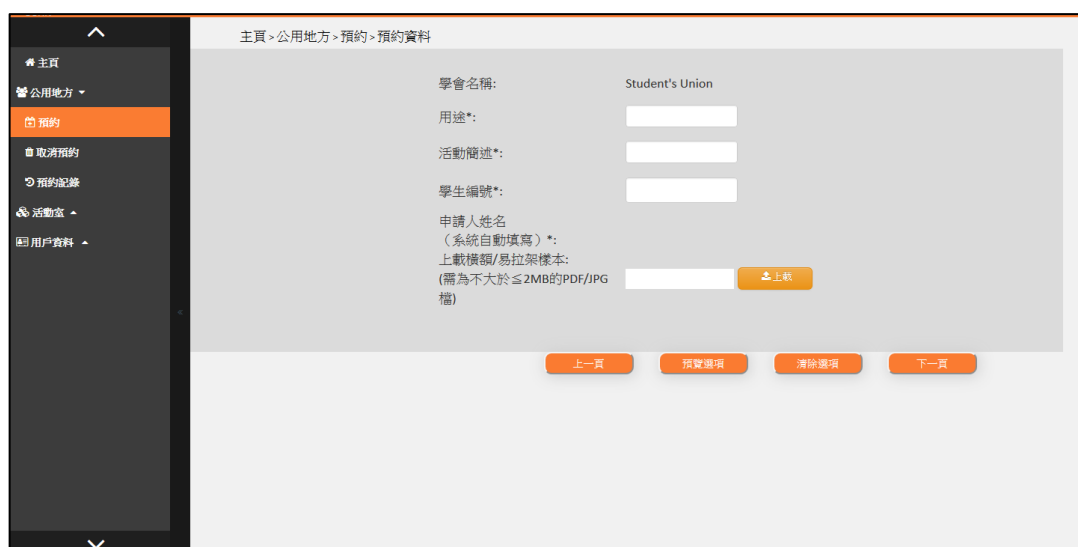 主頁>公用地方>預約>預約資料
主頁
公用地方
預約
取消預約
預約記錄
活動室
用戶資料
學會名稱: Student's Union
用途*:
活動簡述*:
學生編號*:
申請人姓名
（系統自動填寫）*:
上載橫額/易拉架樣本:
(需為不大於≦2MB的PDF/JPG
檔)
上載
上一頁 預覽選項 清除選項 下一頁